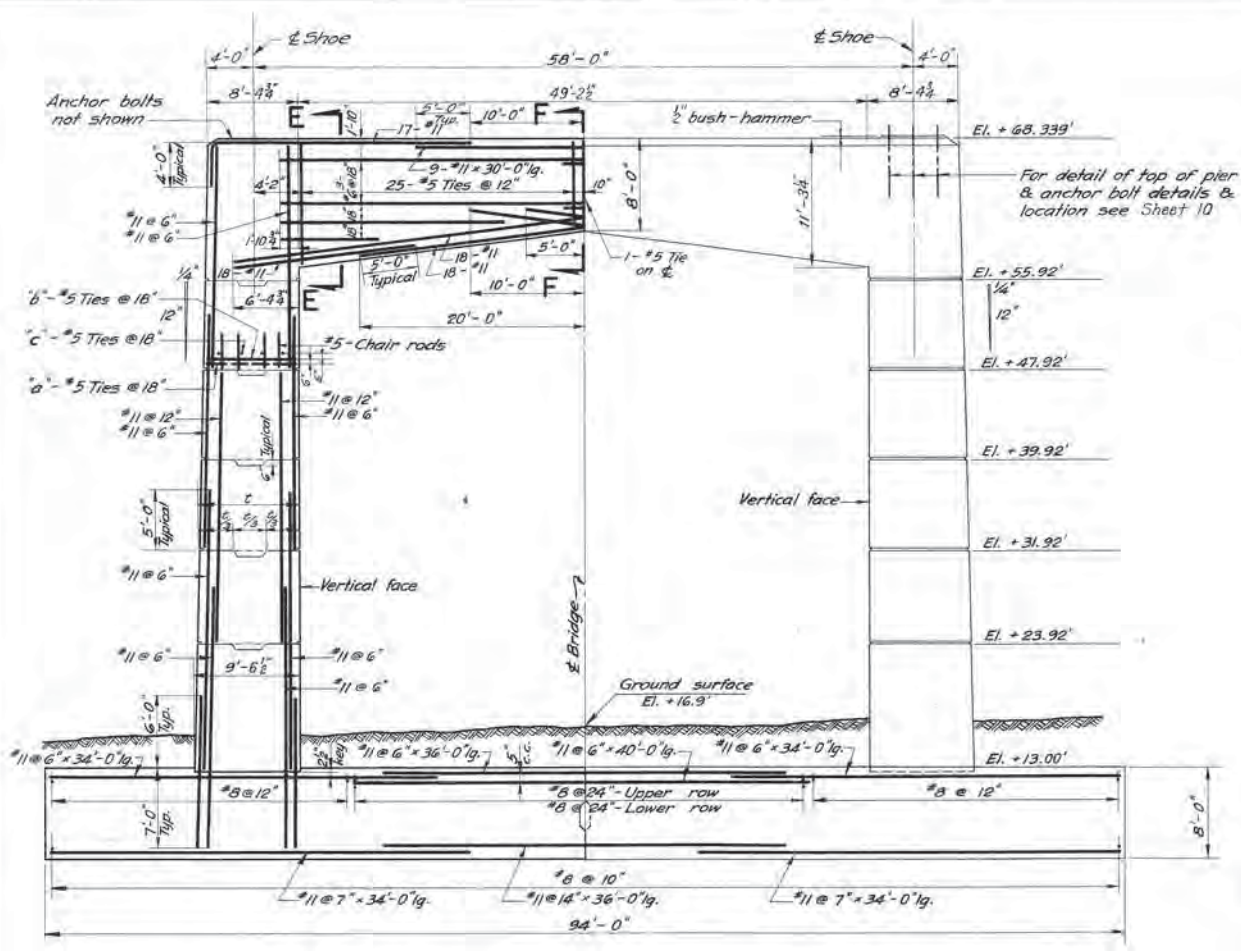 ℄ Shoe
℄ Shoe
4'-0"
58'-0"
4'-0"
8'-4¾"
49'-2½"
8'-4¾
Anchor bolts
not shown
E
5'-0"
Typ.
10'-0"
F
½" bush-hammer
El. + 68.339'
1'-10"
17-#11
4'-0"
Typical
9-#11 x 30'-0" lg.
4'-2"
25-#5 Ties @ 12"
10"
8'-0"
11'-3¼"
For detail of top of pier
& anchor bolt details &
location see Sheet 10
#11 @ 6"
#11 @ 6"
18"
18"
#6@18"
1'-10¾"
18-#11
18-#11
5'-0"
Typical
5'-0"
1-#5 Tie
on ℄
¼"
12"
18-#11
El. + 55.92'
¼"
12"
E
10'-0"
F
6'-4¾"
20'-0"
"b"-#5 Ties @ 18"
"c"-#5 Ties @ 18"
#5-Chair rods
6"
6"
El. + 47.92'
"a"-#5 Ties @ 18"
#11 @ 12"
#11 @ 6"
#11 @ 12"
#11 @ 6"
6" Typical
El. + 39.92'
5'-0"
Typical
Vertical face
El. + 31.92'
#11 @ 6"
Vertical face
El. + 23.92'
#11 @ 6"
9'-6½"
#11 @ 6"
#11 @ 6"
℄ Bridge
Ground surface
El. +16.9'
6'-0"
Typ.
#11 @ 6" x 34'-0" lg.
2½"
key
#11 @ 6" x 36'-0" lg.
5"
c.c.
#11 @ 6" x 40'-0" lg.
#11 @ 6" x 34'-0" lg.
El. + 13.00'
#8 @ 12"
#8 @ 24"-Upper row
#8 @ 24"-Lower row
#8 @ 12"
7'-0"
Typ.
8'-0"
#8 @ 10"
#11 @ 7" x 34'-0" lg.
#11 @ 14" x 36'-0" lg.
#11 @ 7" x 34'-0" lg.
94'-0"